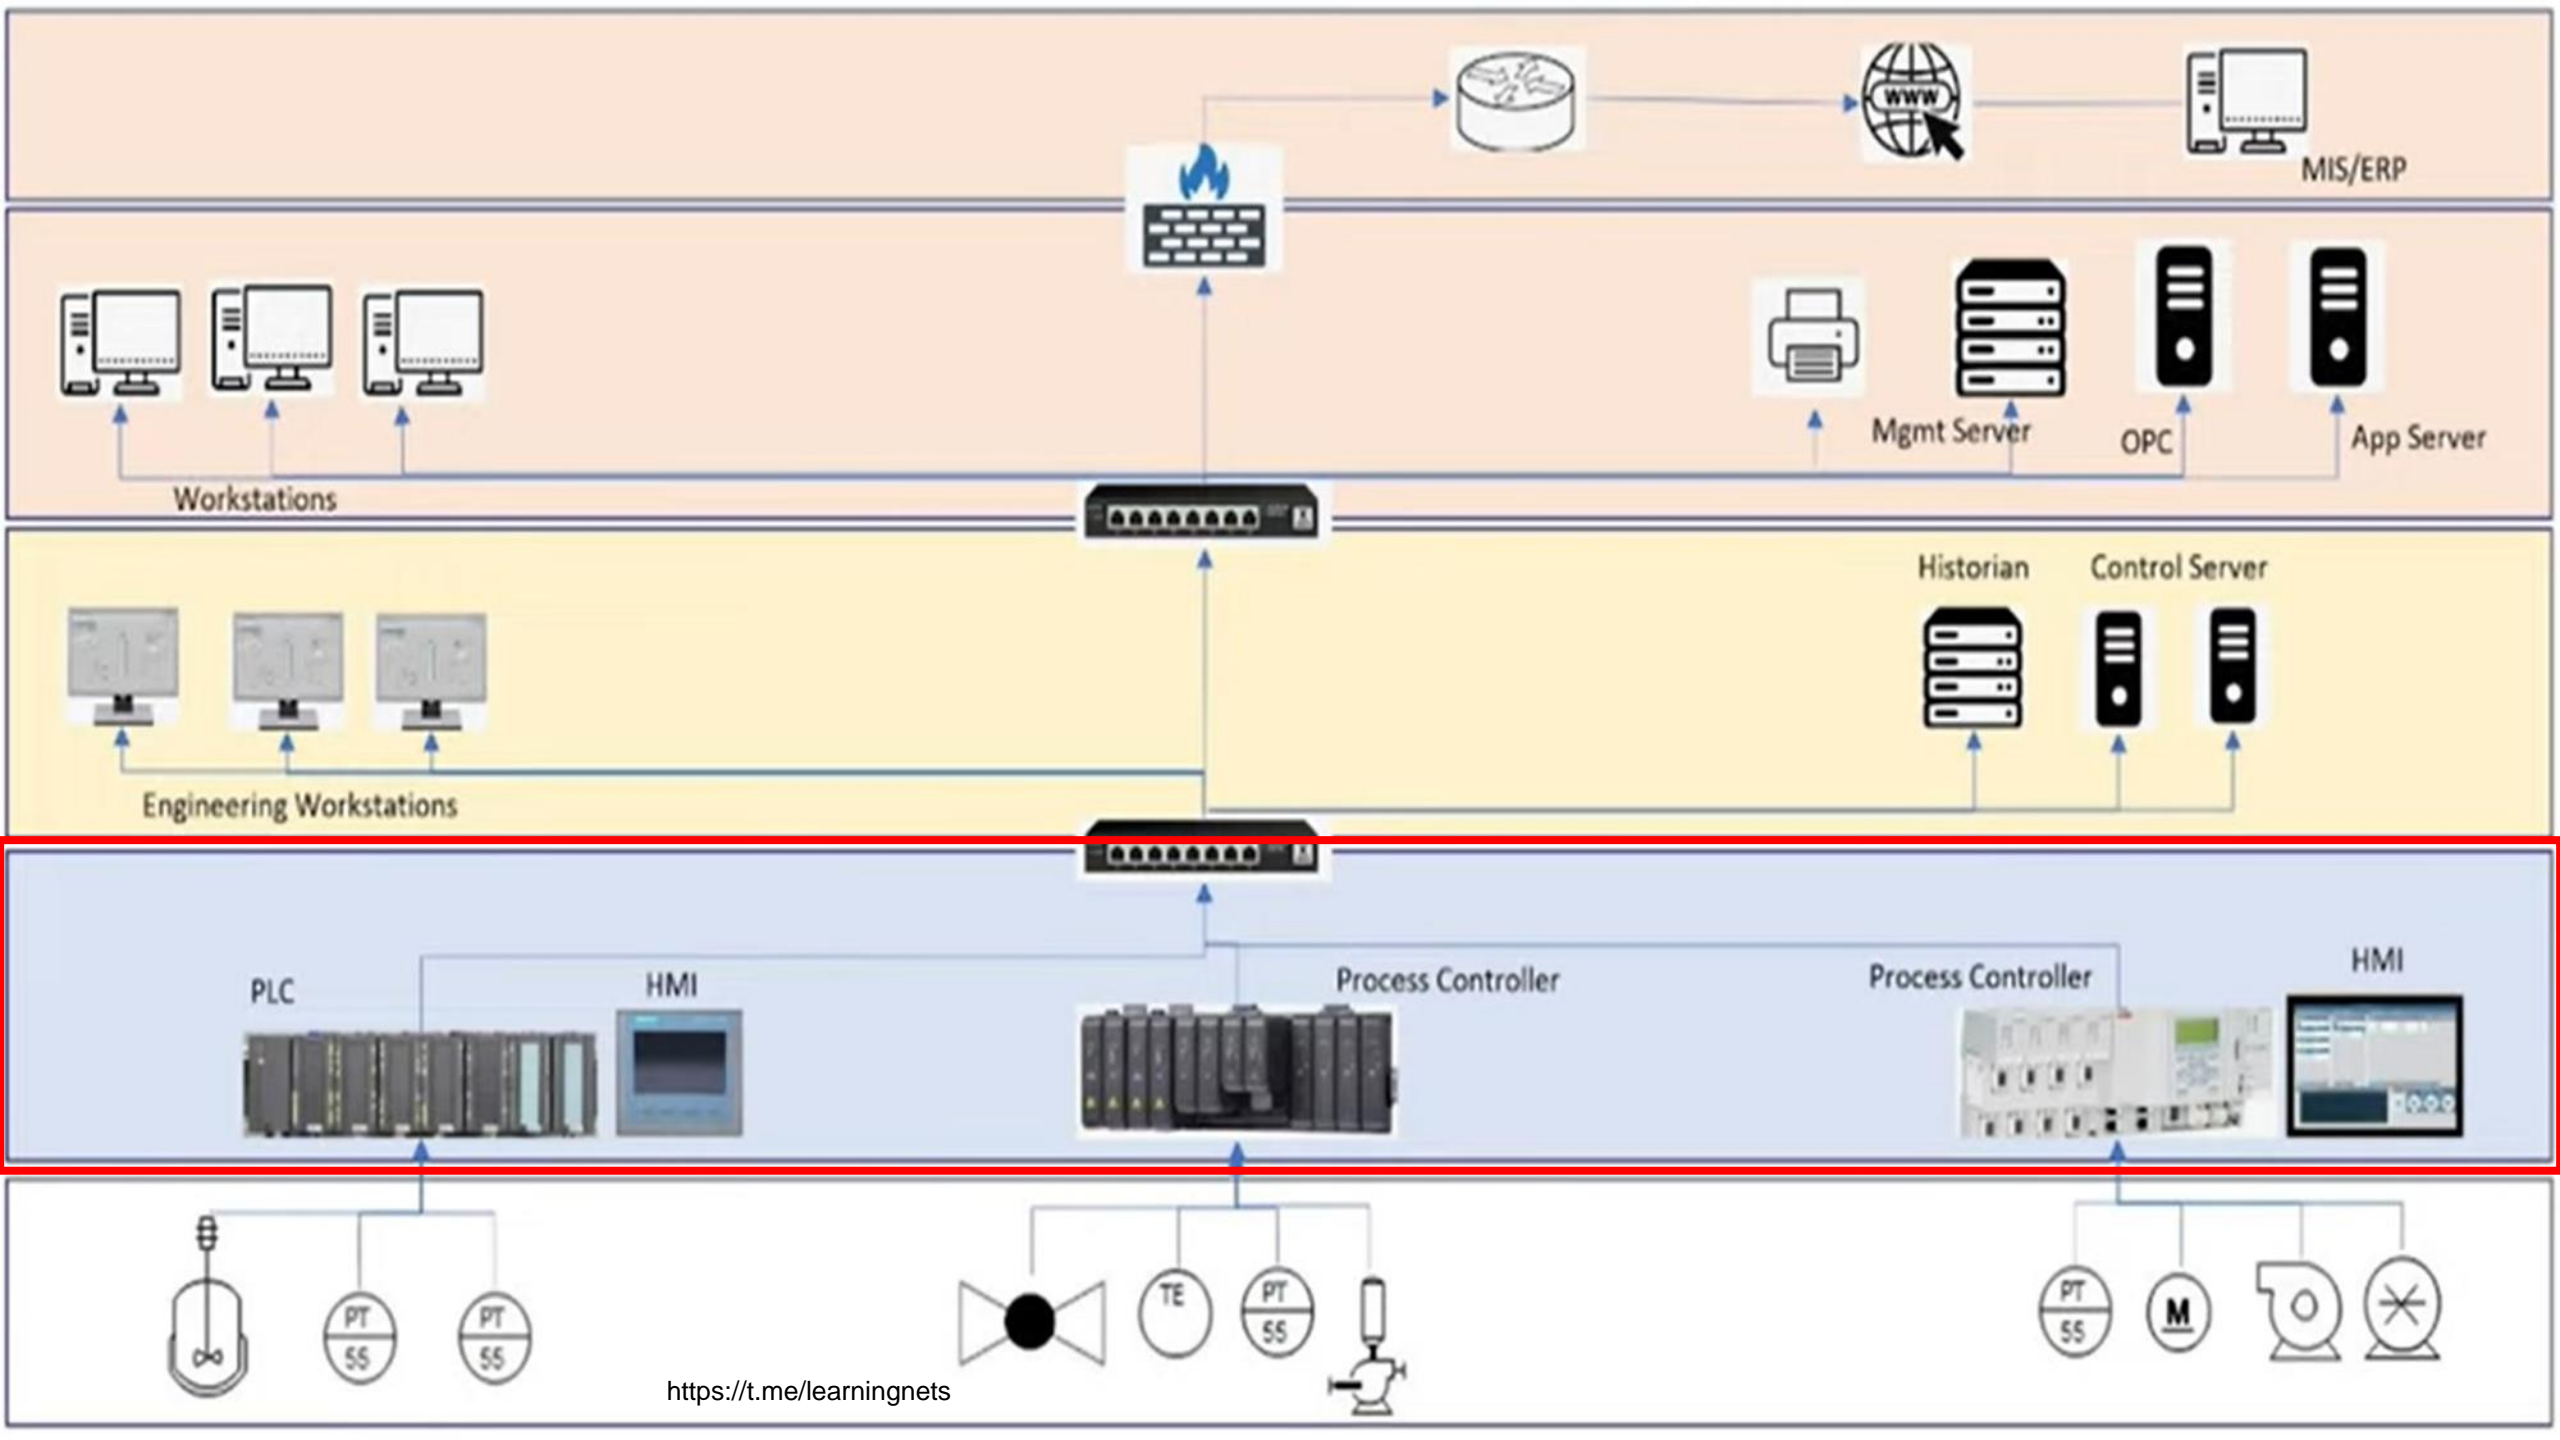 WWW
MIS/ERP
Mgmt Server
OPC
App Server
Workstations
Historian
Control Server
Engineering Workstations
PLC
HMI
Process Controller
Process Controller
HMI
PT
55
PT
55
TE
PT
55
PT
55
M
https://t.me/learningnets